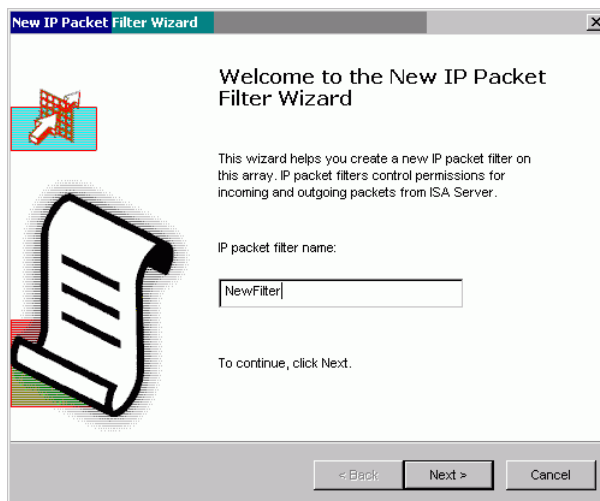 New IP Packet Filter Wizard
Welcome to the New IP Packet
Filter Wizard
This wizard helps you create a new IP packet filter on
this array. IP packet filters control permissions for
incoming and outgoing packets from ISA Server.
IP packet filter name:
NewFilter
To continue, click Next.
< Back
Next >
Cancel